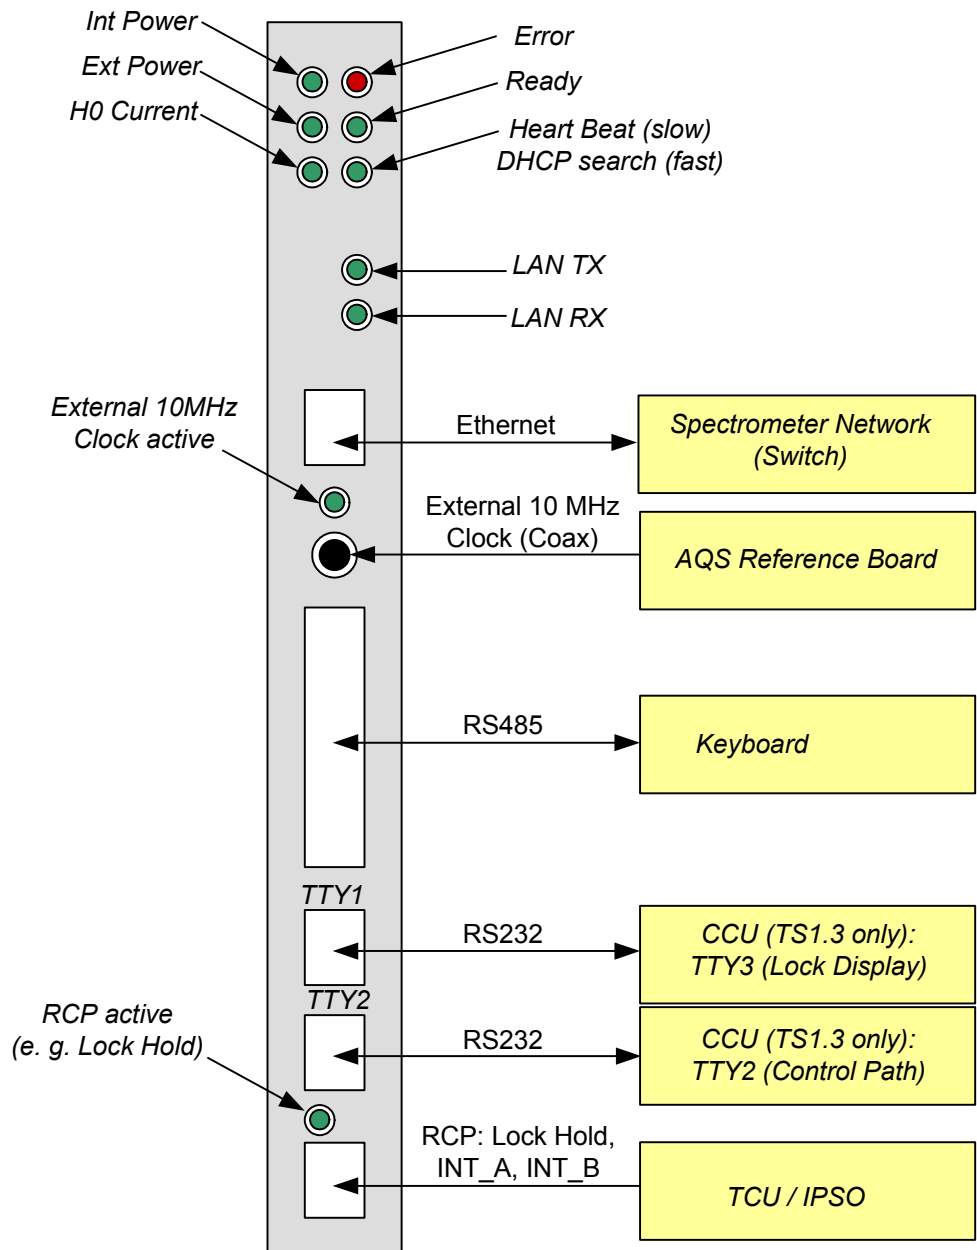 Int Power
Error
Ext Power
Ready
H0 Current
Heart Beat (slow)
DHCP search (fast)
LAN TX
LAN RX
External 10MHz
Clock active
Ethernet
Spectrometer Network
(Switch)
External 10 MHz
Clock (Coax)
AQS Reference Board
RS485
Keyboard
TTY1
RS232
CCU (TS1.3 only):
TTY3 (Lock Display)
TTY2
RS232
CCU (TS1.3 only):
TTY2 (Control Path)
RCP active
(e. g. Lock Hold)
RCP: Lock Hold,
INT_A, INT_B
TCU / IPSO